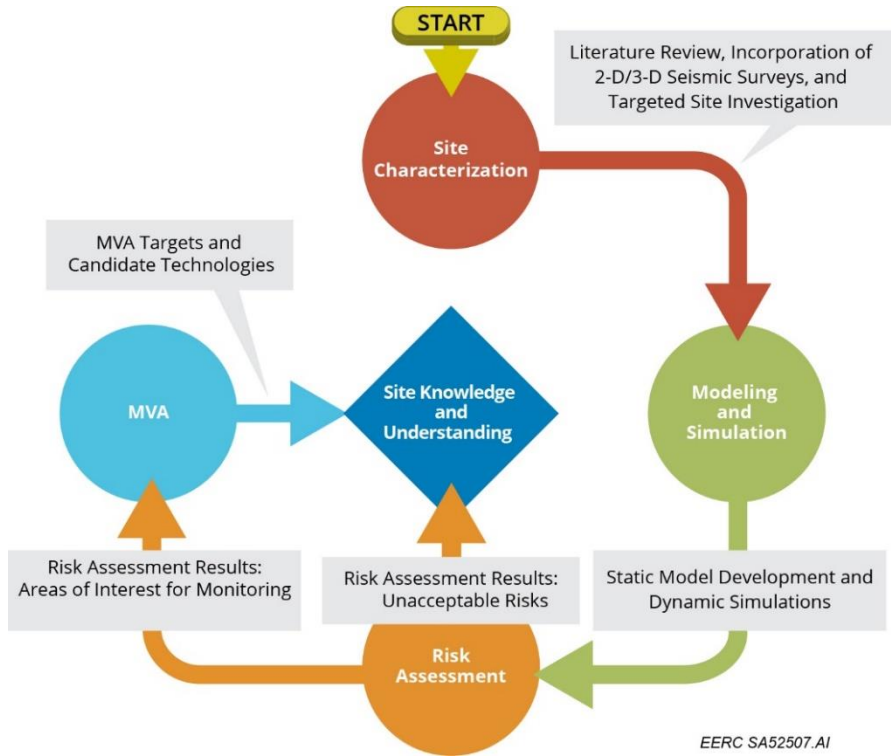 START
Literature Review, Incorporation of
2-D/3-D Seismic Surveys, and
Targeted Site Investigation
Site
Characterization
MVA Targets and
Candidate Technologies
MVA
Site Knowledge
and
Understanding
Modeling
and
Simulation
Risk Assessment Results:
Areas of Interest for Monitoring
Risk Assessment Results:
Unacceptable Risks
Static Model Development and
Dynamic Simulations
Risk
Assessment
EERC SA52507.AI